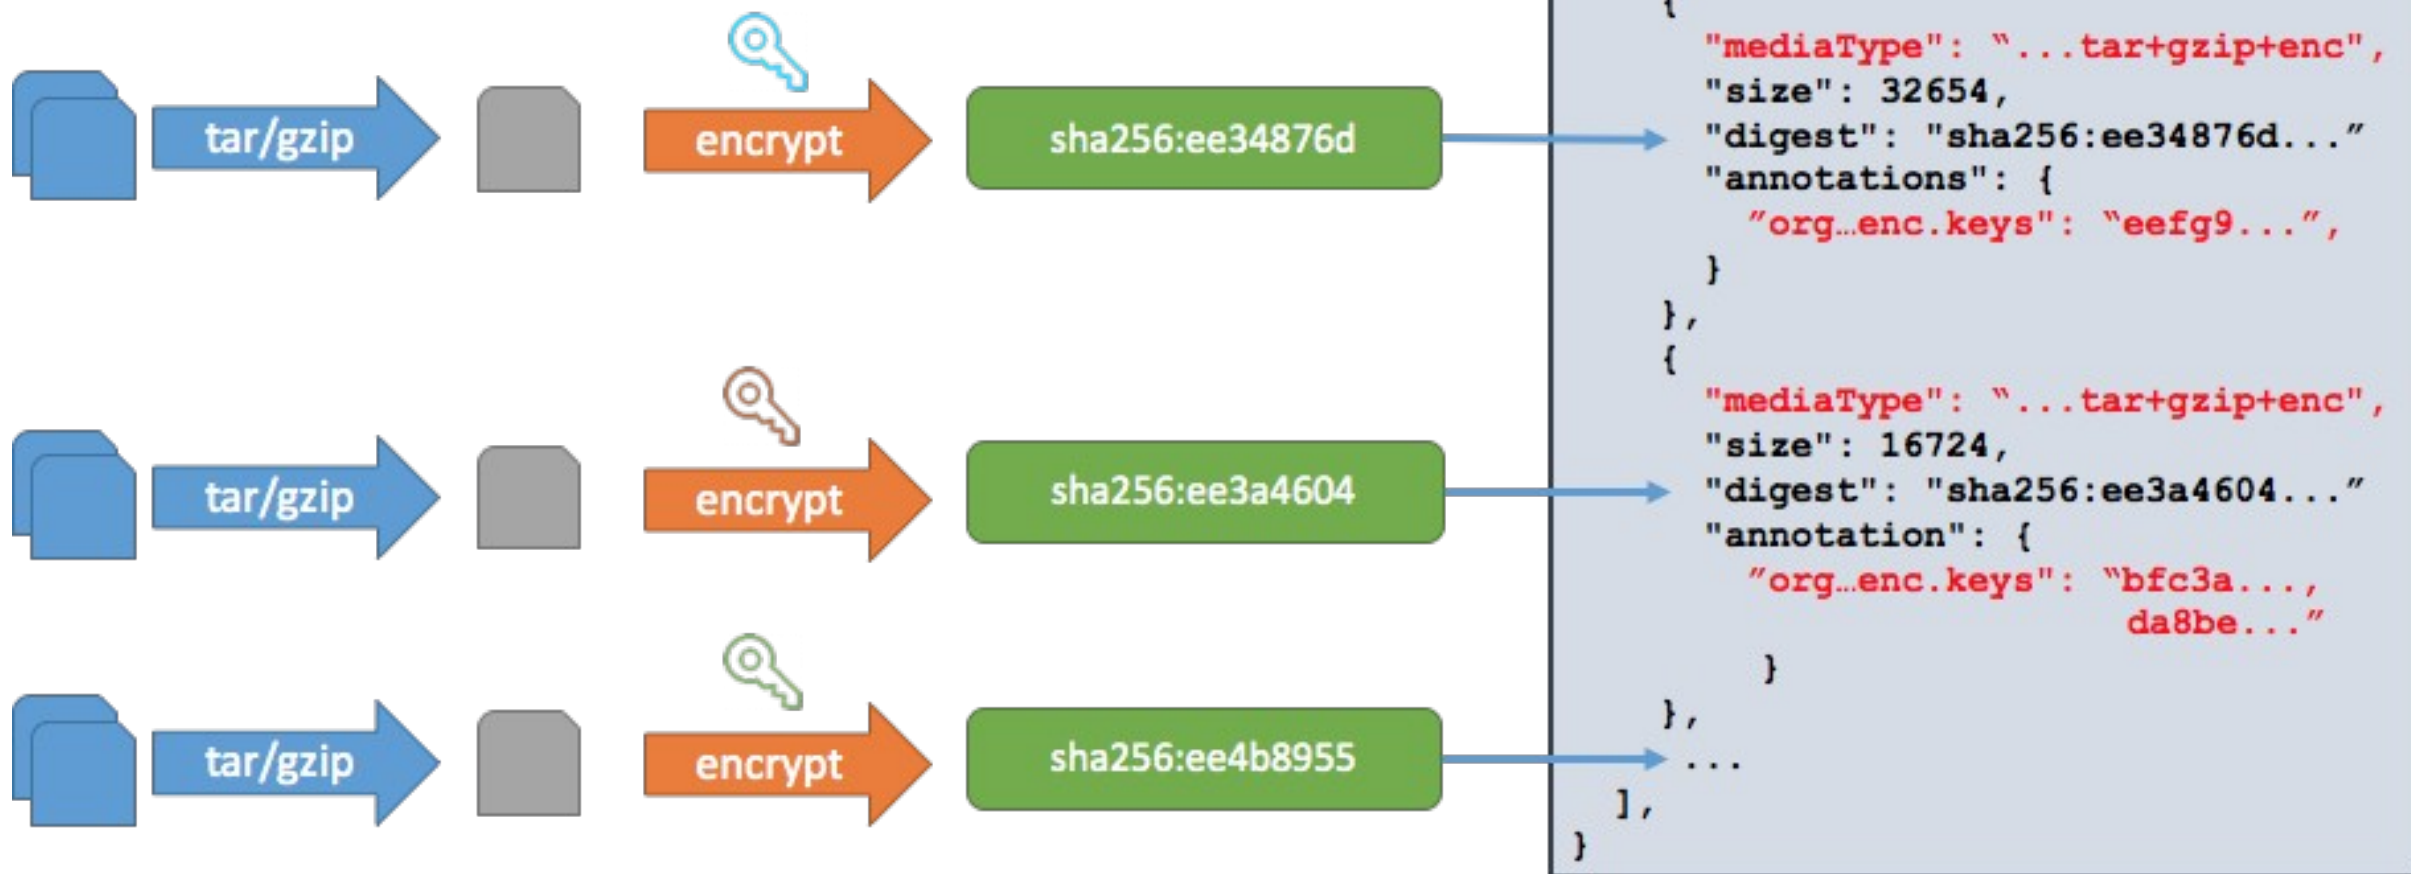 tar/gzip
encrypt
sha256:ee34876d
tar/gzip
encrypt
sha256:ee3a4604
tar/gzip
encrypt
sha256:ee4b8955
{
"mediaType": “...tar+gzip+enc",
"size": 32654,
"digest": "sha256:ee34876d...”
"annotations": {
”org…enc.keys": “eefg9...”,
}
},
{
"mediaType": “...tar+gzip+enc",
"size": 16724,
"digest": "sha256:ee3a4604...”
"annotation": {
”org…enc.keys": “bfc3a...,
da8be...”
}
},
...
],
}